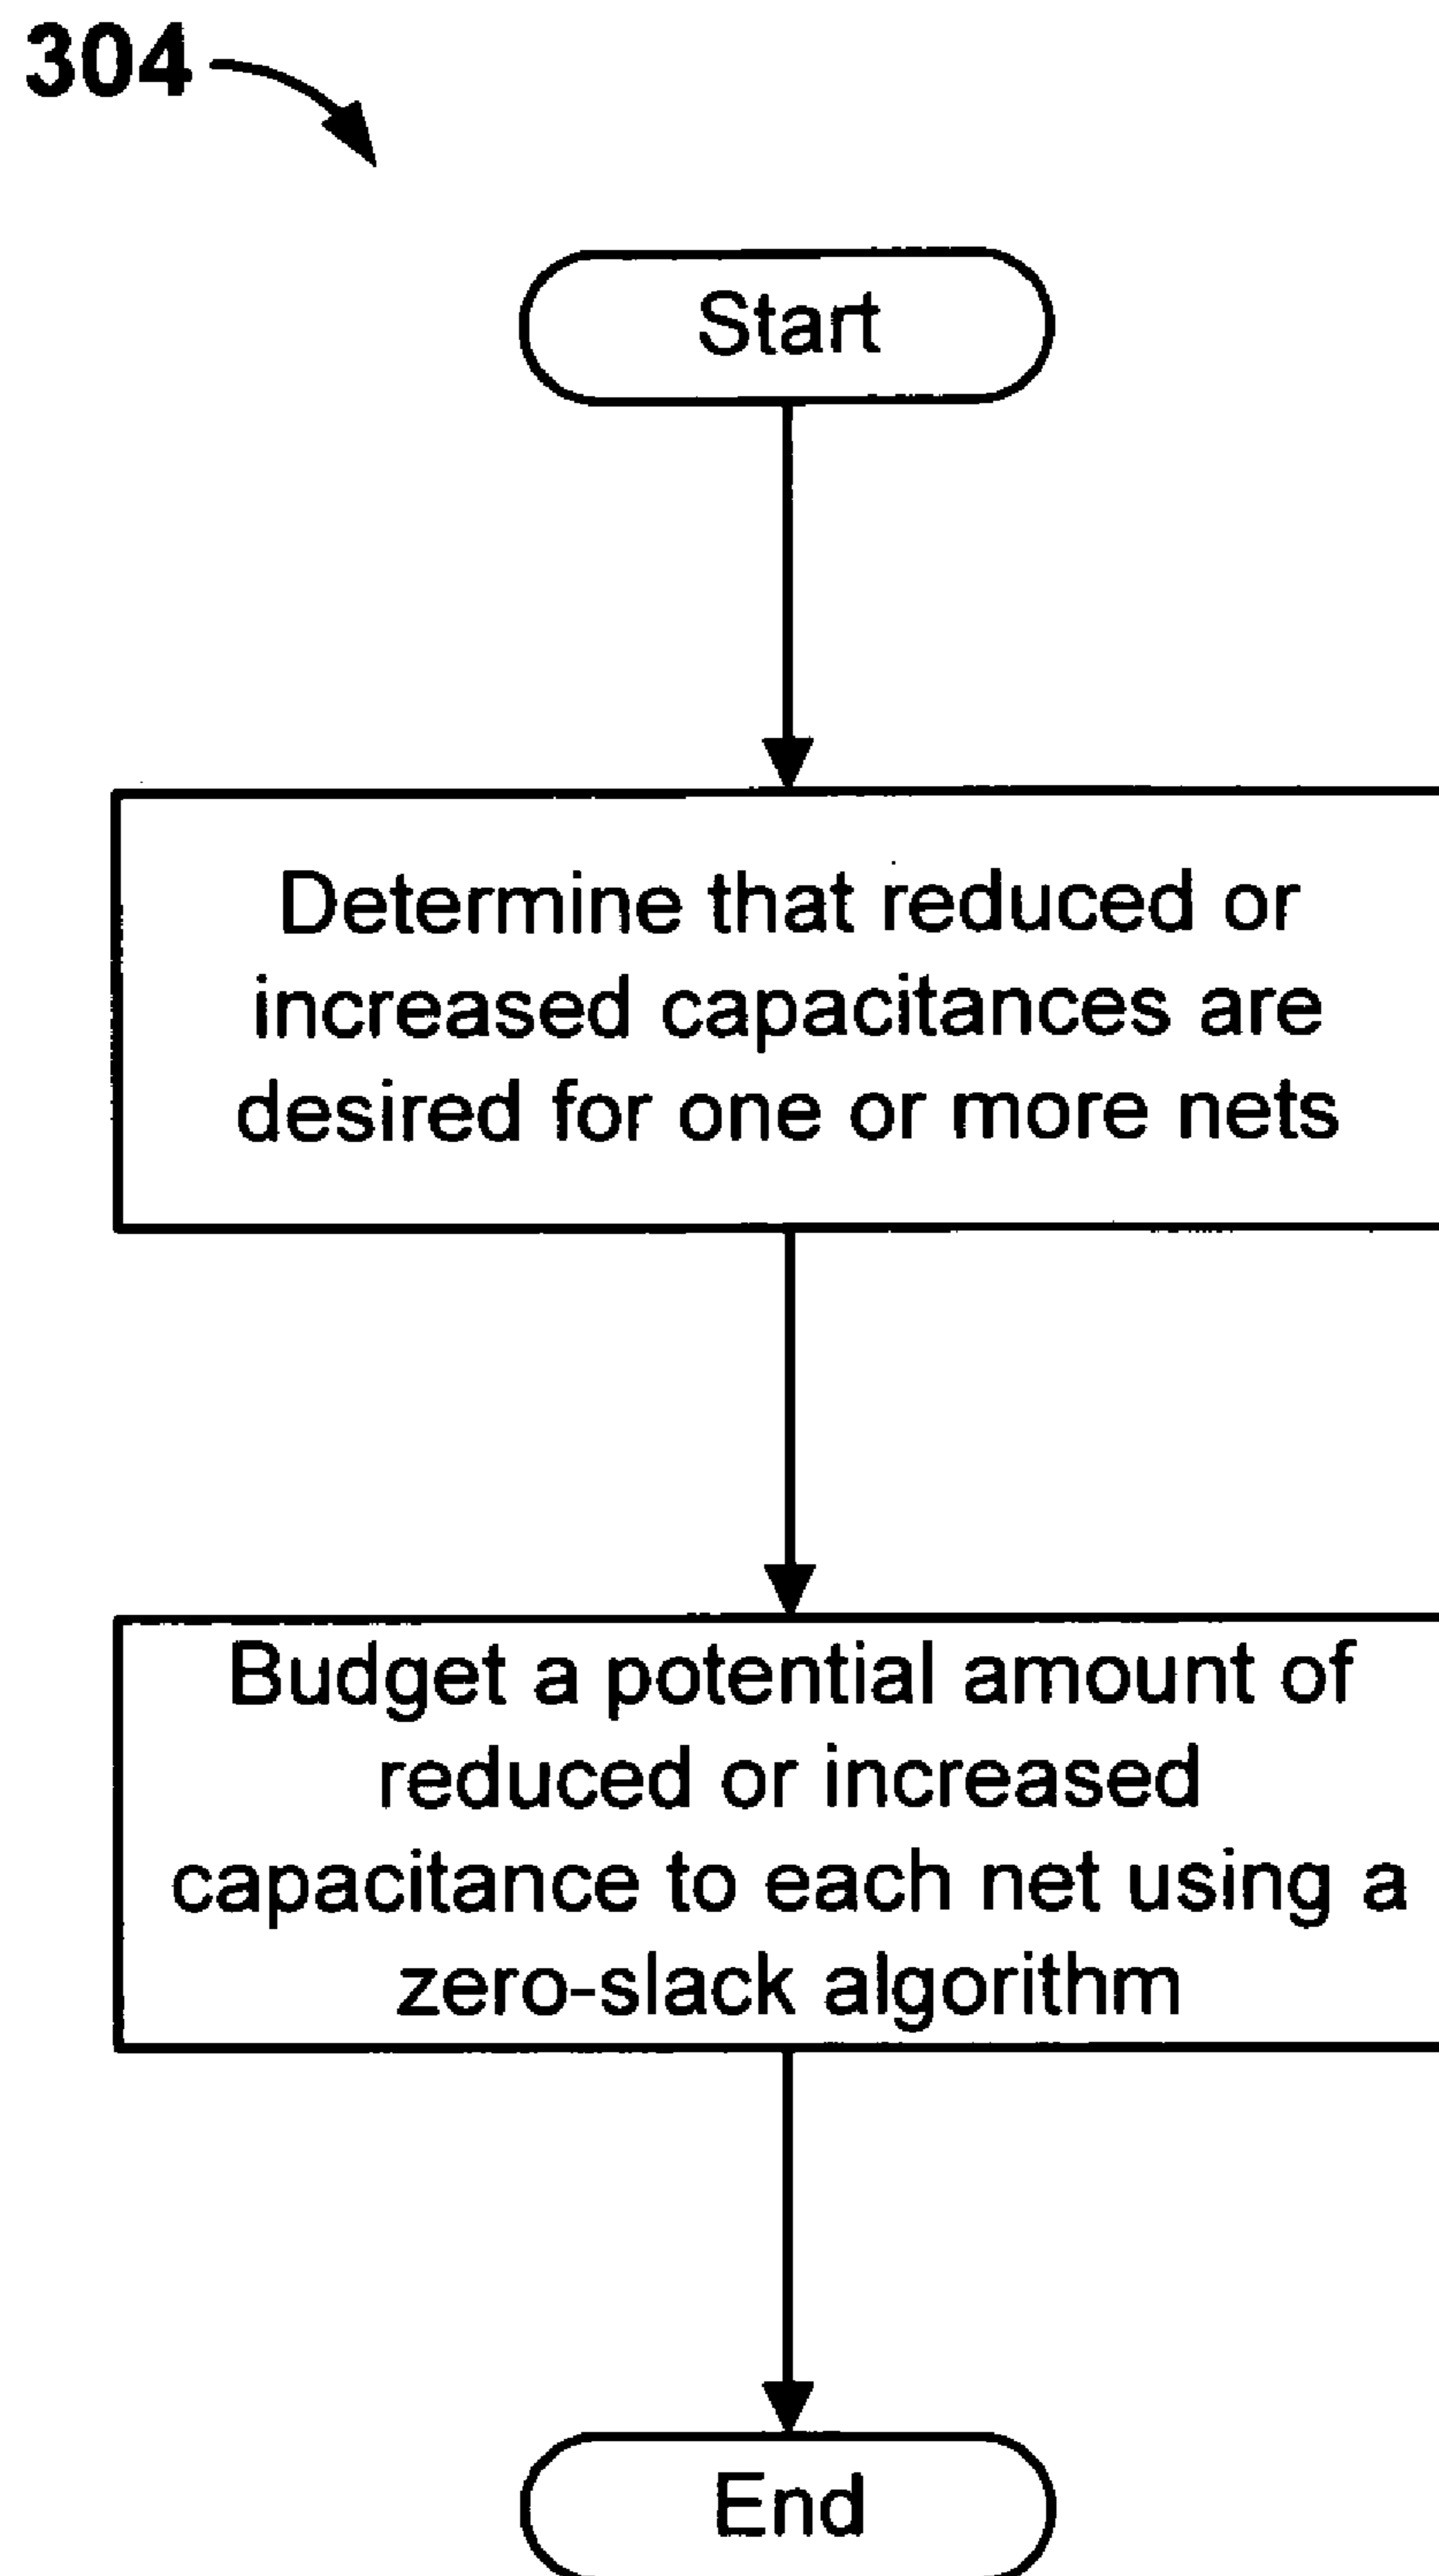 304
Start
Determine that reduced or
increased capacitances are
desired for one or more nets
Budget a potential amount of
reduced or increased
capacitance to each net using a
zero-slack algorithm
End